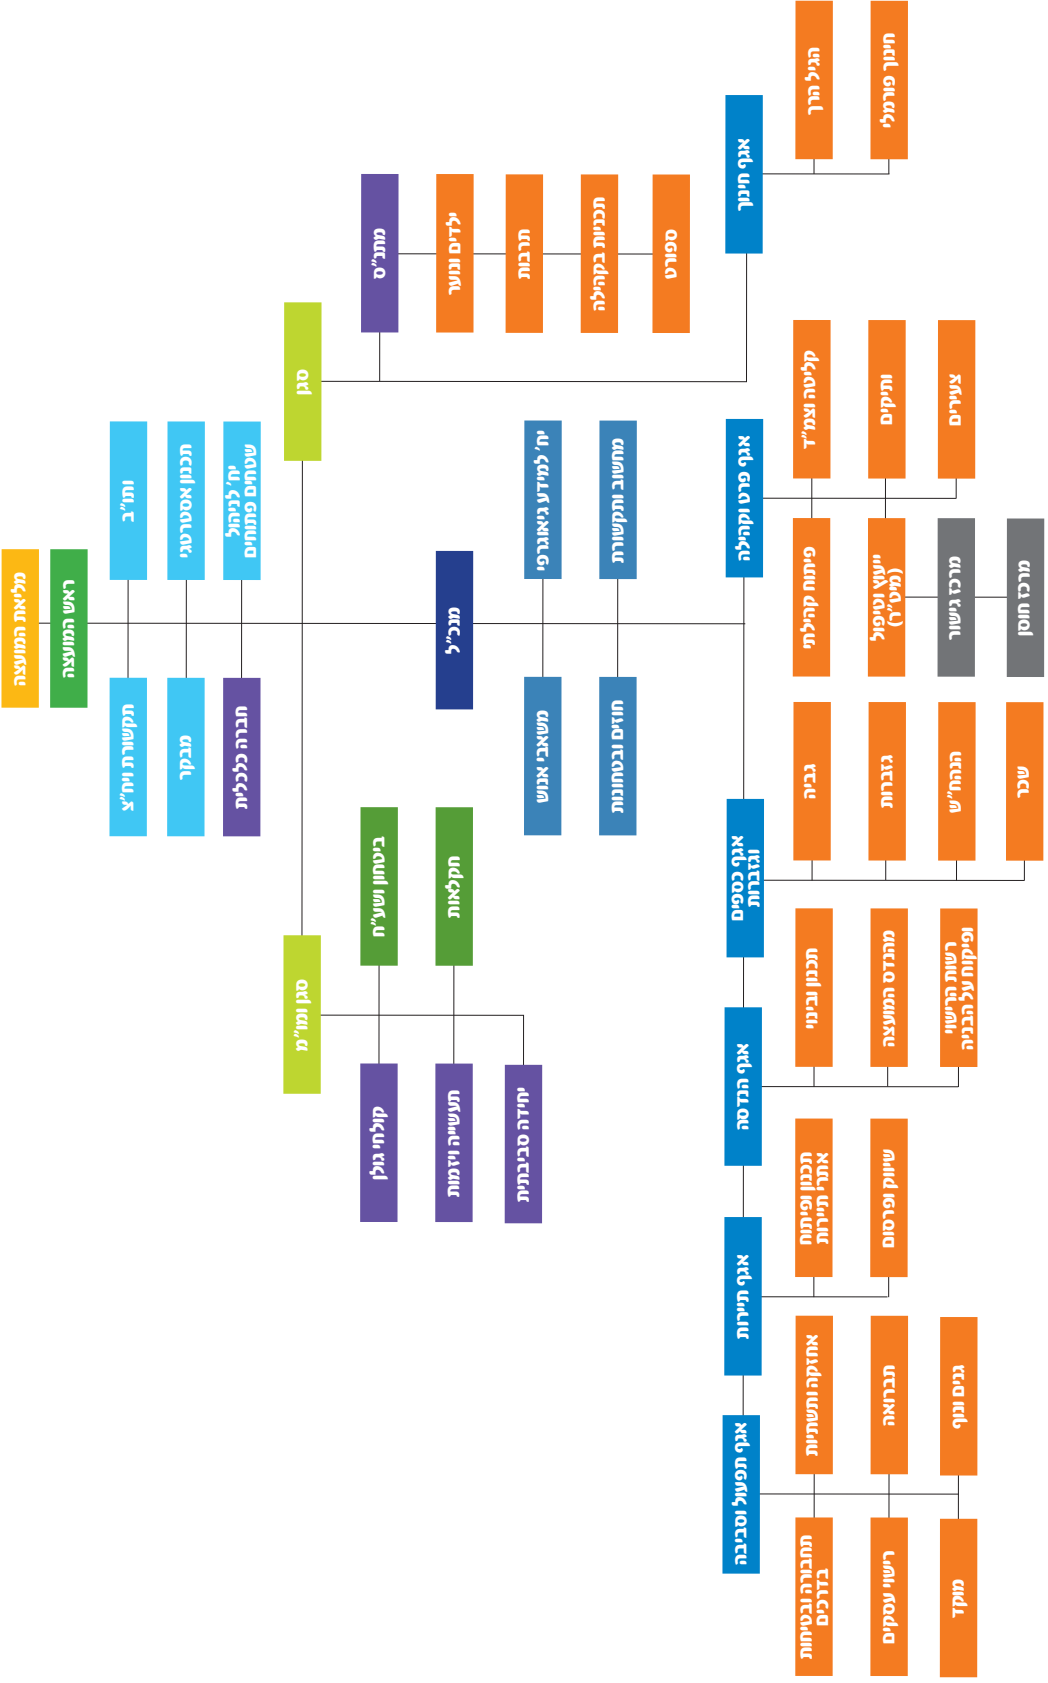 מליאת המועצה
ראש המועצה
ותו"ב
תכנון אסטרטגי
יח' לניהול
שטחים פתוחים
תקשורת ויח"צ
מבקר
חברה כלכלית
סגן
מתנ"ס
ילדים ונוער
תרבות
תכניות בקהילה
ספורט
סגן ומו"מ
ביטחון ושע"ח
חקלאות
קולחי גולן
תעשייה ויזמות
יחידה סביבתית
מנכ"ל
יח' למידע גיאוגרפי
מחשוב ותקשורת
משאבי אנוש
חוזים ובטחונות
אגף חינוך
הגיל הרך
חינוך פורמלי
אגף פרט וקהילה
קליטה וצמ"ד
ותיקים
צעירים
פיתוח קהילתי
ייעוץ וטיפול
(מט"ר)
מרכז גישור
מרכז חוסן
אגף כספים
וגזברות
גביה
גזברות
הנהח"ש
שכר
אגף הנדסה
תכנון ובינוי
מהנדס המועצה
רשות הרישוי
ופיקוח על הבניה
אגף תיירות
תכנון ופיתוח
אתרי תיירות
שיווק ופרסום
אגף תפעול וסביבה
אחזקה ותשתיות
תברואה
גנים ונוף
תחבורה ובטיחות
בדרכים
רישוי עסקים
מוקד